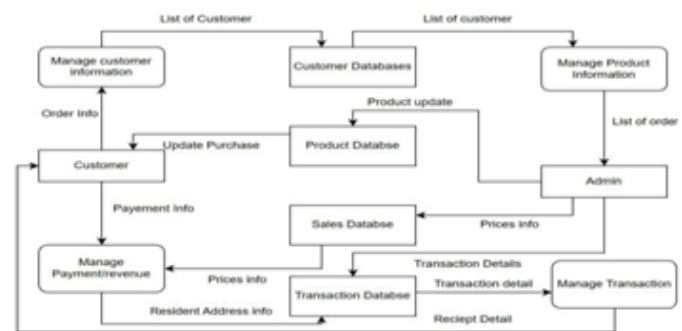 List of Customer
List of customer
Manage customer
information
Customer Databases
Manage Product
Information
Order Info
Product update
List of order
Update Purchase
Product Databse
Customer
Admin
Payement Info
Sales Databse
Prices info
Manage
Payment/revenue
Prices info
Transaction Details
Transaction detail
Manage Transaction
Transaction Databse
Resident Address info
Reciept Detail